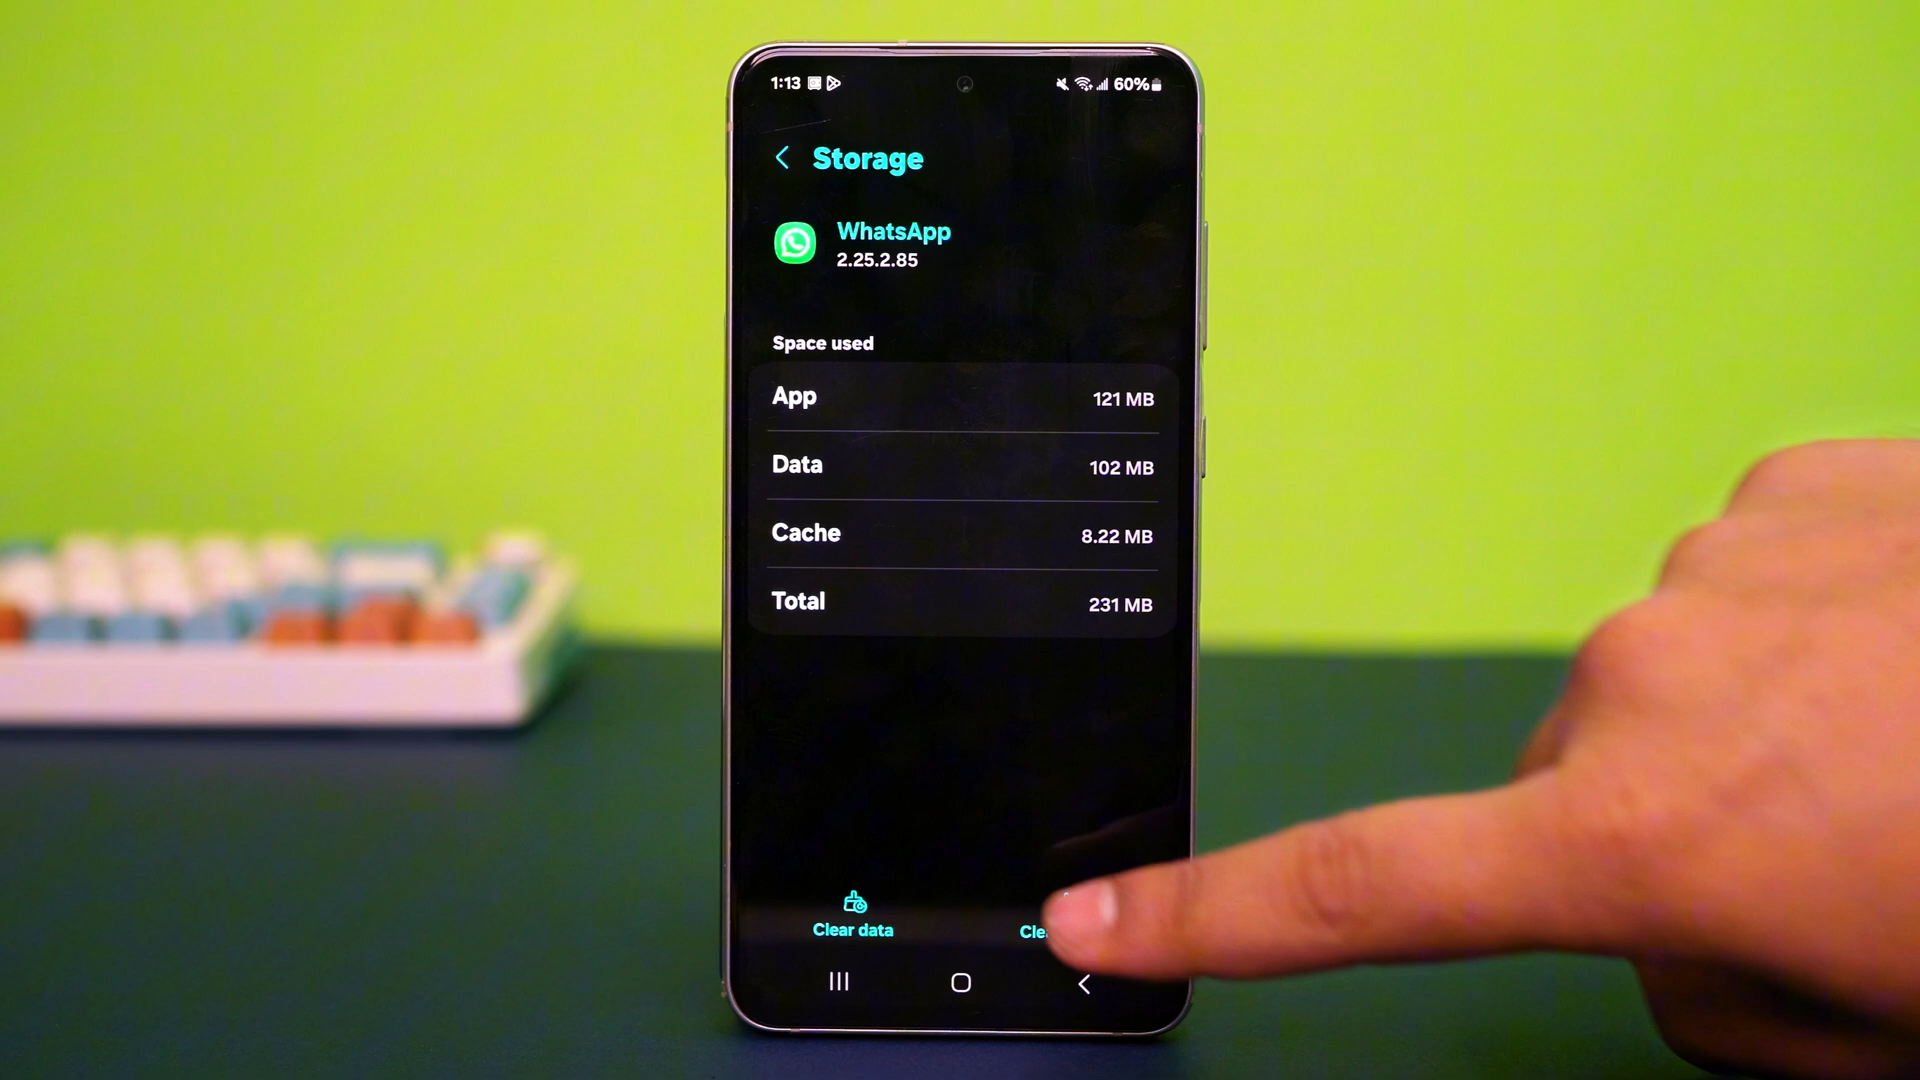 1:13 60%
Storage
WhatsApp
2.25.2.85
Space used
App 121 MB
Data 102 MB
Cache 8.22 MB
Total 231 MB
Clear data